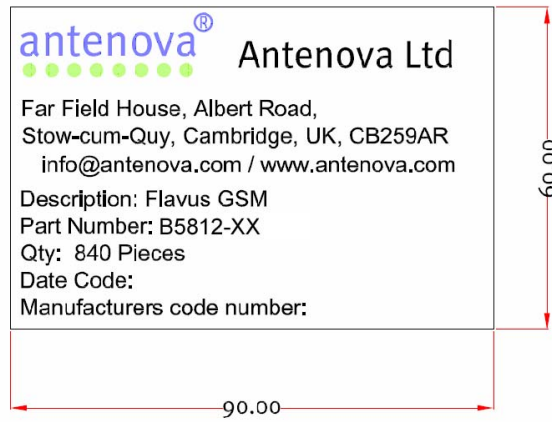 antenova®
Antenova Ltd
Far Field House, Albert Road,
Stow-cum-Quy, Cambridge, UK, CB259AR
info@antenova.com / www.antenova.com
Description: Flavus GSM
Part Number: B5812-XX
Qty: 840 Pieces
Date Code:
Manufacturers code number:
60.00
90.00